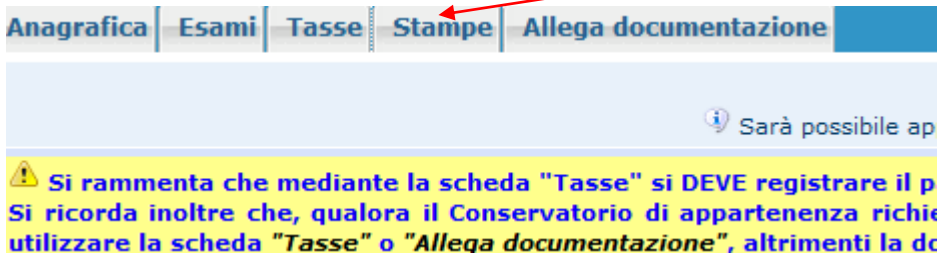 Anagrafica Esami Tasse Stampe Allega documentazione
Sarà possibile ap
Si rammenta che mediante la scheda "Tasse" si DEVE registrare il p
Si ricorda inoltre che, qualora il Conservatorio di appartenenza richie
utilizzare la scheda "Tasse" o "Allega documentazione", altrimenti la do